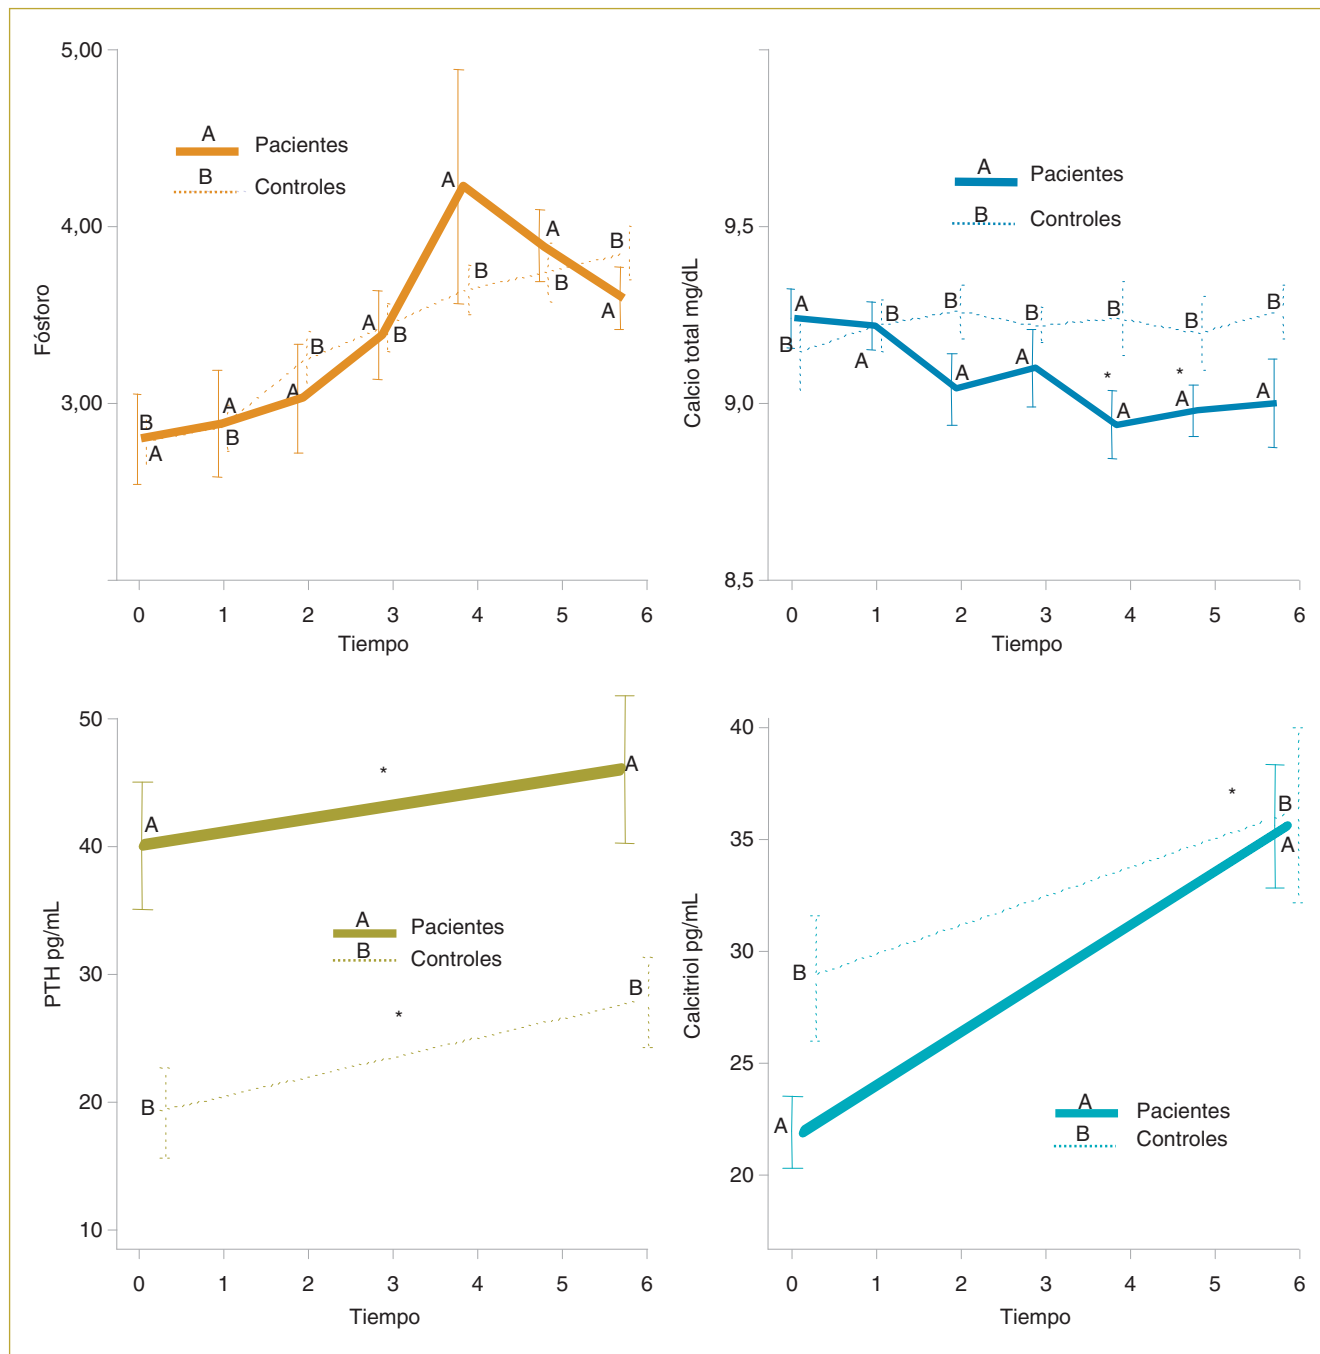 5,00
4,00
3,00
Fósforo
A
Pacientes
B
Controles
B
A
A
B
B
A
A
B
A
B
A
B
B
A
0 1 2 3 4 5 6
Tiempo
9,5
9,0
8,5
Calcio total mg/dL
A
Pacientes
B
Controles
A
B
B
A
B
A
B
A
B
*
A
B
*
A
B
A
0 1 2 3 4 5 6
Tiempo
50
40
30
20
10
PTH pg/mL
A
*
A
A
Pacientes
B
Controles
B
*
B
0 1 2 3 4 5 6
Tiempo
40
35
30
25
20
Calcitriol pg/mL
*
B
A
B
A
A
Pacientes
B
Controles
0 1 2 3 4 5 6
Tiempo